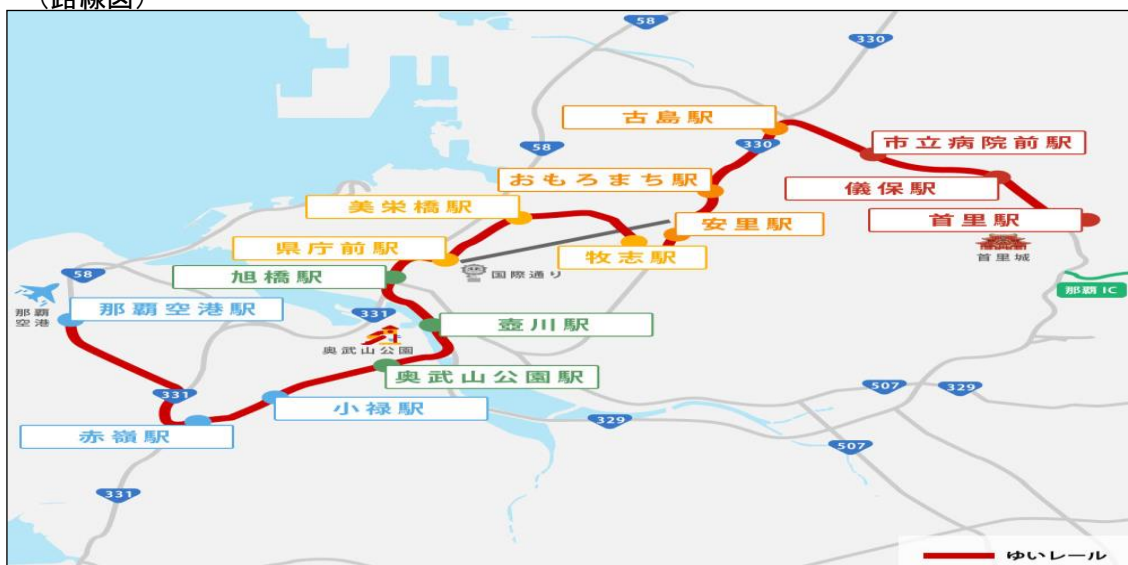 （路線図）
58
330
古島駅
58
330
市立病院前駅
おもろまち駅
儀保駅
美栄橋駅
安里駅
首里駅
県庁前駅
牧志駅
首里城
国際通り
旭橋駅
58
那覇 IC
那覇空港駅
那覇
空港
331
壺川駅
奥武山公園
奥武山公園駅
507
329
331
小禄駅
329
赤嶺駅
507
331
ゆいレール